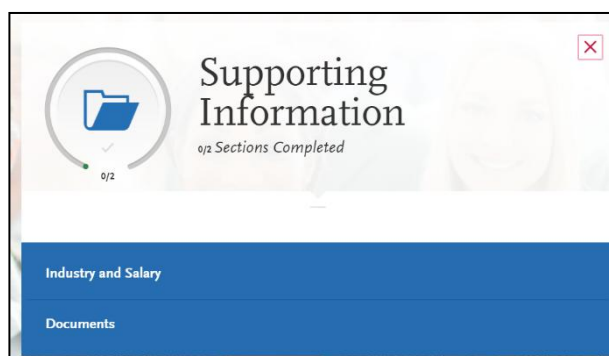 Supporting
Information
0/2 Sections Completed
0/2
Industry and Salary
Documents